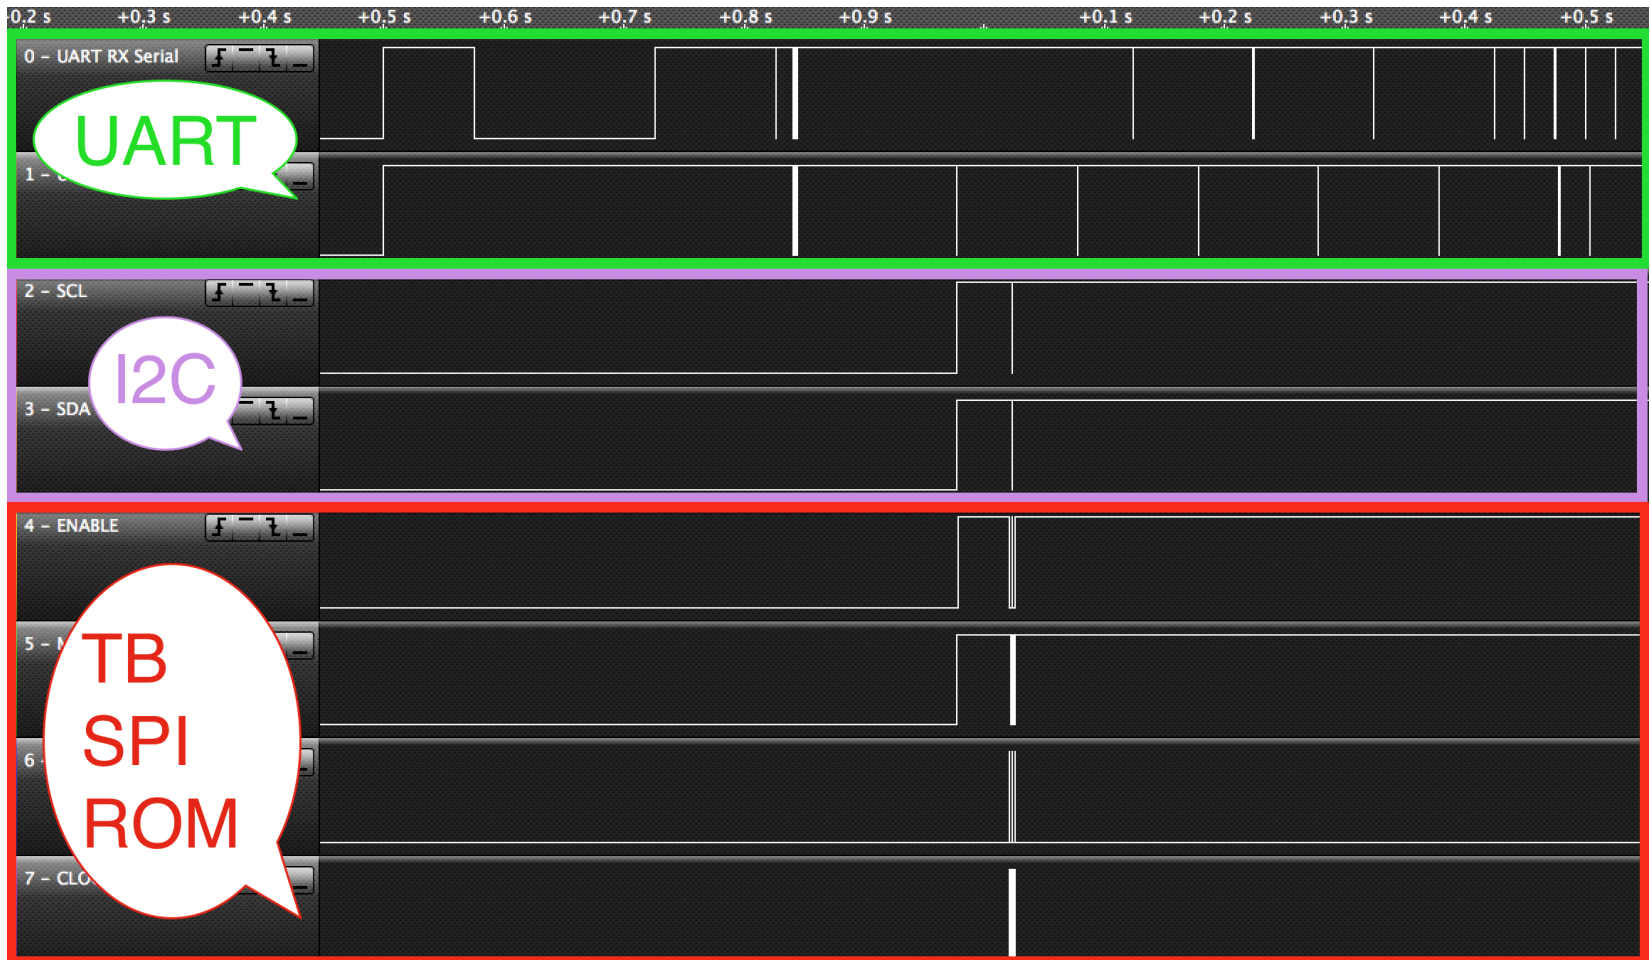 0.2 s +0.3 s +0.4 s +0.5 s +0.6 s +0.7 s +0.8 s +0.9 s +0.1 s +0.2 s +0.3 s +0.4 s +0.5 s
0 - UART RX Serial
UART
1 -
2 - SCL
I2C
3 - SDA
4 - ENABLE
5 -
TB
SPI
6
ROM
7 - CLO